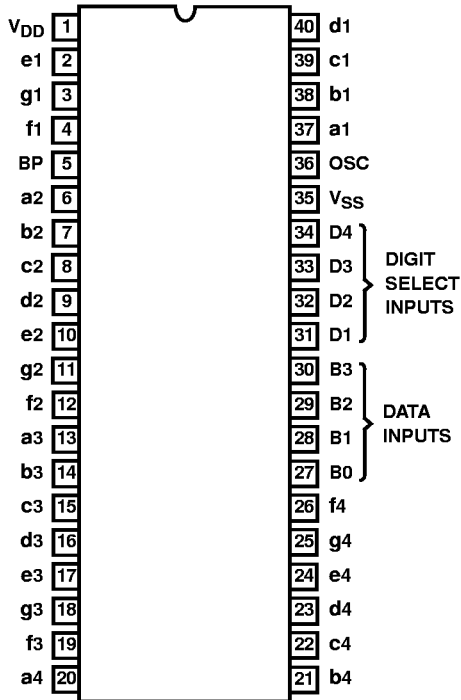 VDD 1 40 d1
e1 2 39 c1
g1 3 38 b1
f1 4 37 a1
BP 5 36 OSC
a2 6 35 VSS
b2 7 34 D4
c2 8 33 D3
d2 9 32 D2
e2 10 31 D1
DIGIT
SELECT
INPUTS
g2 11 30 B3
f2 12 29 B2
a3 13 28 B1
b3 14 27 B0
DATA
INPUTS
c3 15 26 f4
d3 16 25 g4
e3 17 24 e4
g3 18 23 d4
f3 19 22 c4
a4 20 21 b4